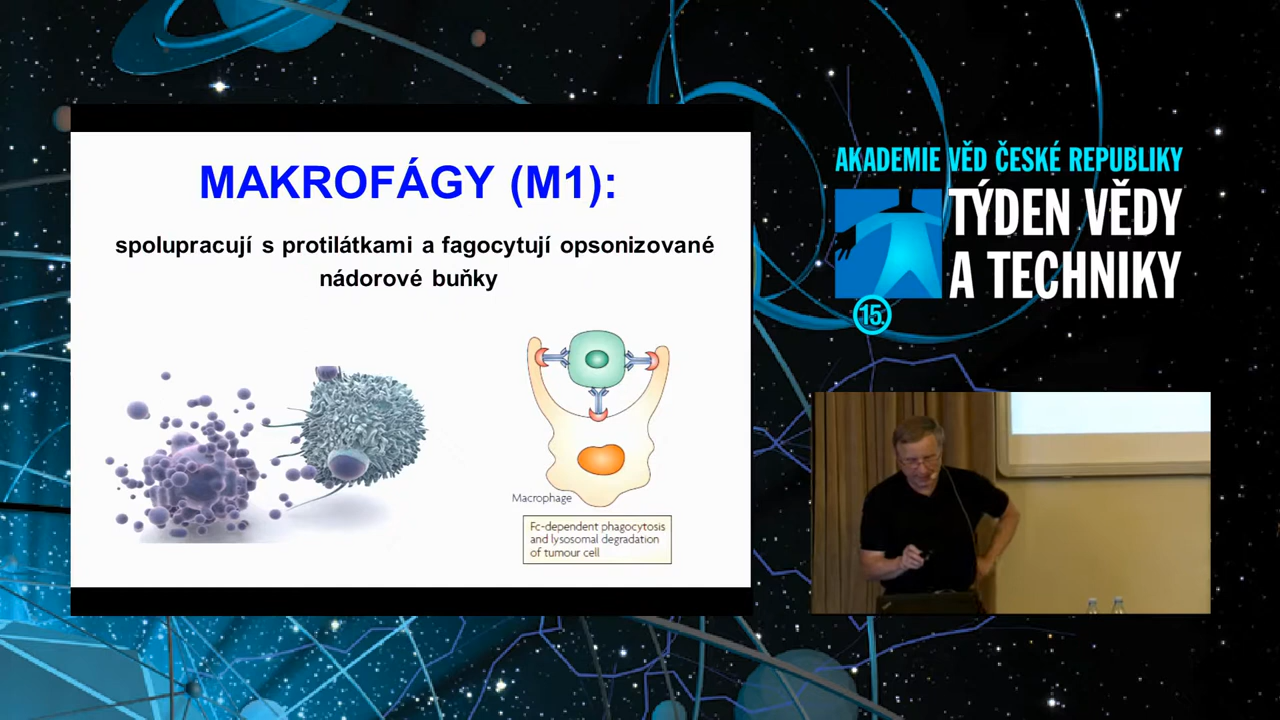 MAKROFÁGY (M1):
spolupracují s protilátkami a fagocytují opsonizované
nádorové buňky
Macrophage
Fc-dependent phagocytosis
and lysosomal degradation
of tumour cell
AKADEMIE VĚD ČESKÉ REPUBLIKY
TÝDEN VĚDY
A TECHNIKY
15.